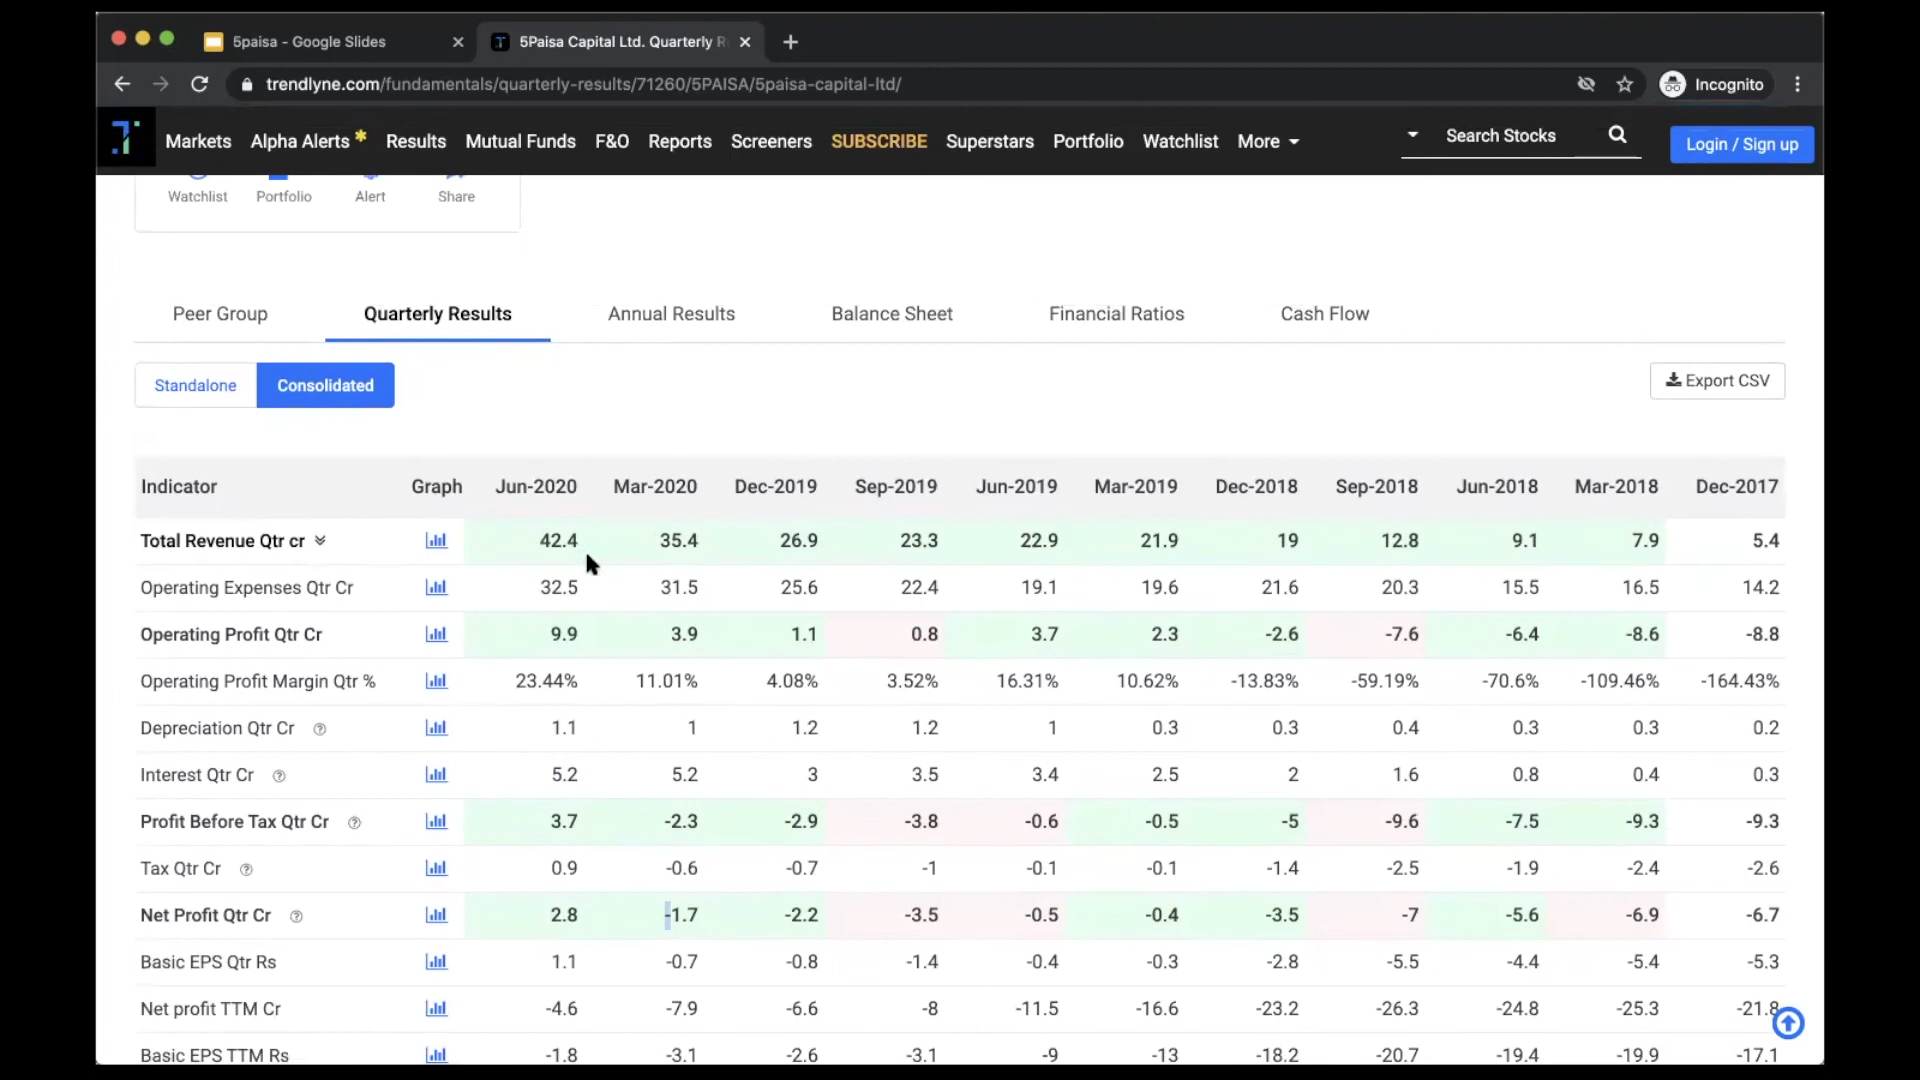 5paisa - Google Slides
5Paisa Capital Ltd. Quarterly R
trendlyne.com/fundamentals/quarterly-results/71260/5PAISA/5paisa-capital-ltd/ Incognito
Markets Alpha Alerts Results Mutual Funds F&O Reports Screeners SUBSCRIBE Superstars Portfolio Watchlist More Search Stocks Login / Sign up
Watchlist Portfolio Alert Share
Peer Group Quarterly Results Annual Results Balance Sheet Financial Ratios Cash Flow
Standalone Consolidated Export CSV
Indicator Graph Jun-2020 Mar-2020 Dec-2019 Sep-2019 Jun-2019 Mar-2019 Dec-2018 Sep-2018 Jun-2018 Mar-2018 Dec-2017
Total Revenue Qtr cr 42.4 35.4 26.9 23.3 22.9 21.9 19 12.8 9.1 7.9 5.4
Operating Expenses Qtr Cr 32.5 31.5 25.6 22.4 19.1 19.6 21.6 20.3 15.5 16.5 14.2
Operating Profit Qtr Cr 9.9 3.9 1.1 0.8 3.7 2.3 -2.6 -7.6 -6.4 -8.6 -8.8
Operating Profit Margin Qtr % 23.44% 11.01% 4.08% 3.52% 16.31% 10.62% -13.83% -59.19% -70.6% -109.46% -164.43%
Depreciation Qtr Cr 1.1 1 1.2 1.2 1 0.3 0.3 0.4 0.3 0.3 0.2
Interest Qtr Cr 5.2 5.2 3 3.5 3.4 2.5 2 1.6 0.8 0.4 0.3
Profit Before Tax Qtr Cr 3.7 -2.3 -2.9 -3.8 -0.6 -0.5 -5 -9.6 -7.5 -9.3 -9.3
Tax Qtr Cr 0.9 -0.6 -0.7 -1 -0.1 -0.1 -1.4 -2.5 -1.9 -2.4 -2.6
Net Profit Qtr Cr 2.8 -1.7 -2.2 -3.5 -0.5 -0.4 -3.5 -7 -5.6 -6.9 -6.7
Basic EPS Qtr Rs 1.1 -0.7 -0.8 -1.4 -0.4 -0.3 -2.8 -5.5 -4.4 -5.4 -5.3
Net profit TTM Cr -4.6 -7.9 -6.6 -8 -11.5 -16.6 -23.2 -26.3 -24.8 -25.3 -21.8
Basic EPS TTM Rs -1.8 -3.1 -2.6 -3.1 -9 -13 -18.2 -20.7 -19.4 -19.9 -17.1